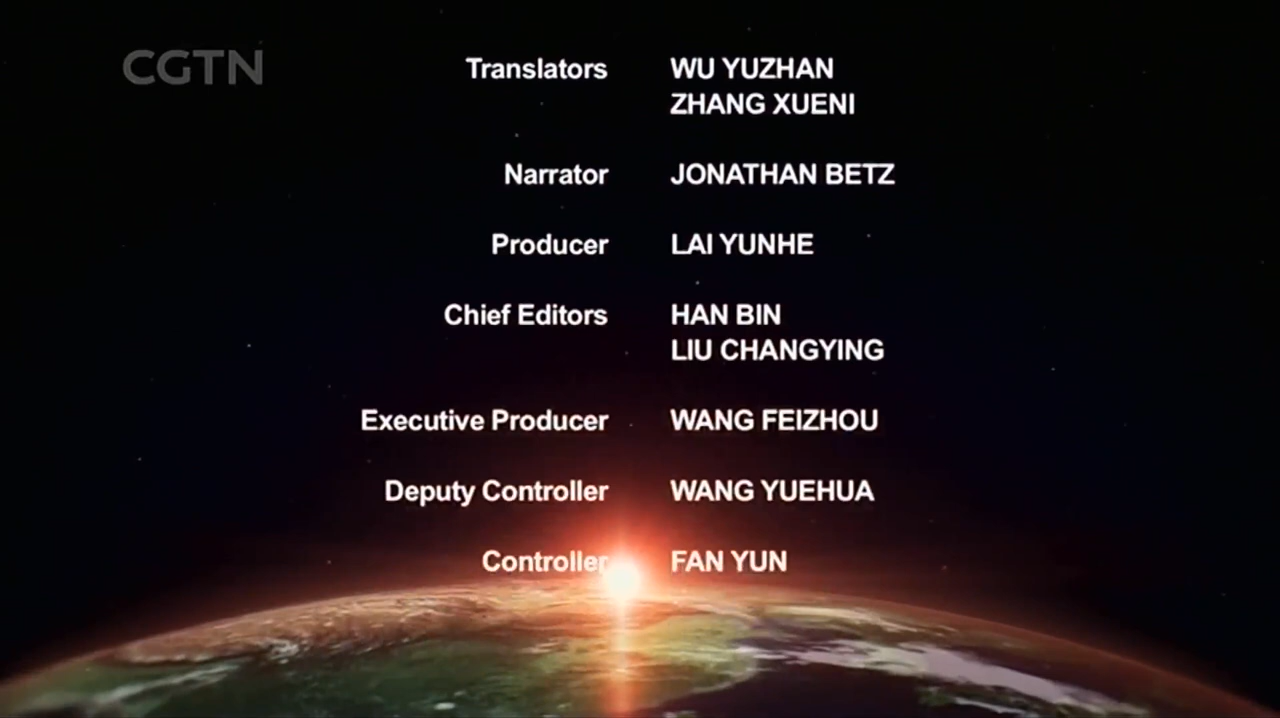 CGTN
Translators WU YUZHAN
ZHANG XUENI
Narrator JONATHAN BETZ
Producer LAI YUNHE
Chief Editors HAN BIN
LIU CHANGYING
Executive Producer WANG FEIZHOU
Deputy Controller WANG YUEHUA
Controller FAN YUN